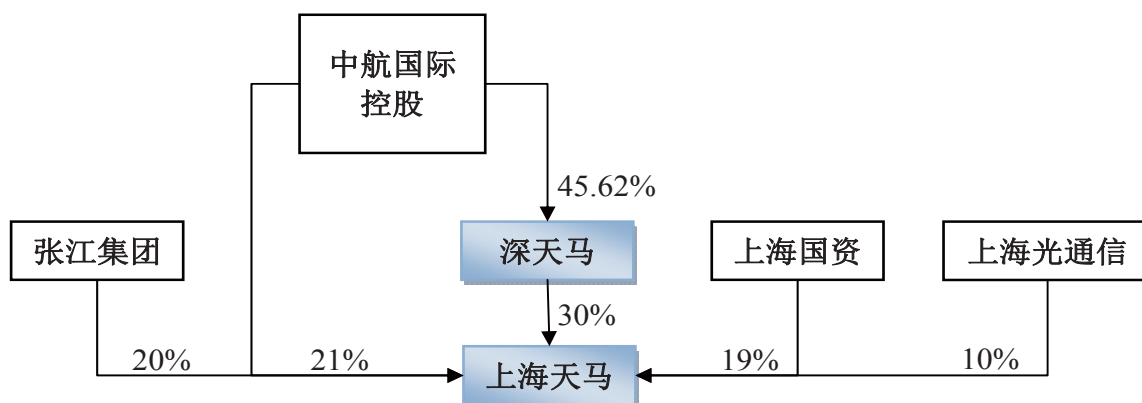 中航国际
控股
45.62%
张江集团
深天马
上海国资
上海光通信
30%
20%
21%
19%
10%
上海天马